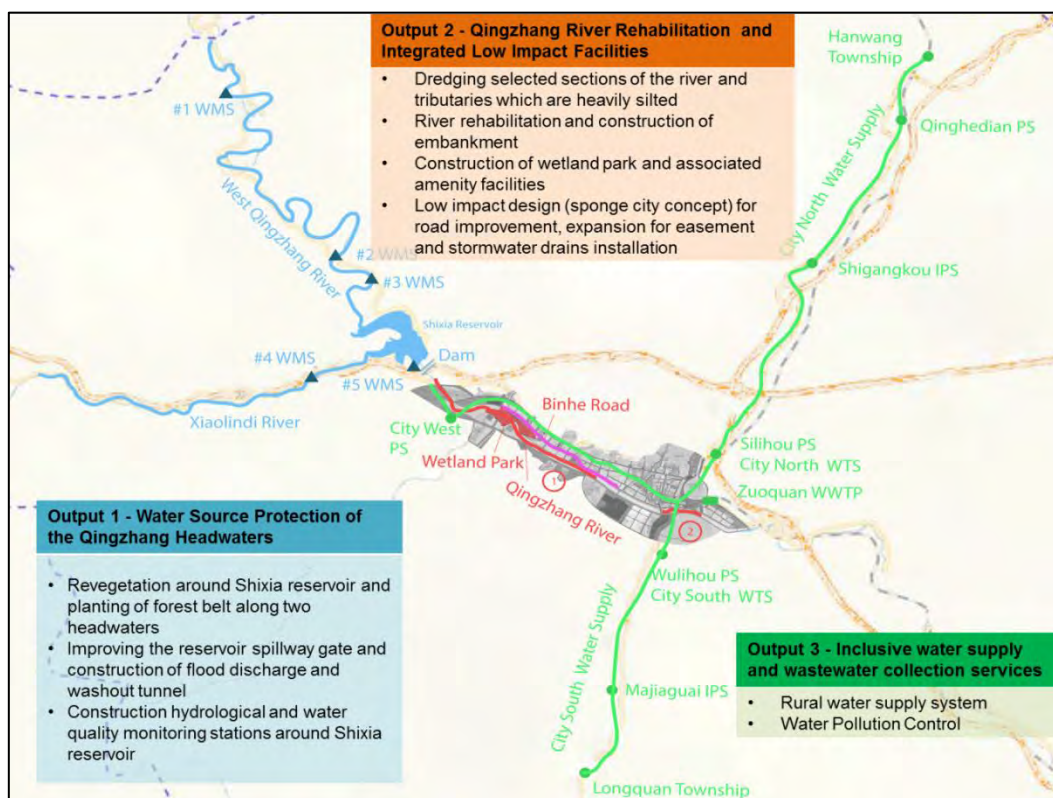 Output 2 - Qingzhang River Rehabilitation and
Integrated Low Impact Facilities
• Dredging selected sections of the river and
tributaries which are heavily silted
• River rehabilitation and construction of
embankment
• Construction of wetland park and associated
amenity facilities
• Low impact design (sponge city concept) for
road improvement, expansion for easement
and stormwater drains installation
Hanwang
Township
Qinghedian PS
City North Water Supply
Shigangkou IPS
#1 WMS
West Qingzhang River
#2 WMS
#3 WMS
Shixia Reservoir
#4 WMS
Dam
#5 WMS
Xiaolindi River
City West
PS
Binhe Road
Wetland Park
1
Qingzhang River
Silihou PS
City North WTS
Zuoquan WWTP
2
Wulihou PS
City South WTS
City South Water Supply
Majiaguai IPS
Longquan Township
Output 1 - Water Source Protection of
the Qingzhang Headwaters
• Revegetation around Shixia reservoir and
planting of forest belt along two
headwaters
• Improving the reservoir spillway gate and
construction of flood discharge and
washout tunnel
• Construction hydrological and water
quality monitoring stations around Shixia
reservoir
Output 3 - Inclusive water supply
and wastewater collection services
• Rural water supply system
• Water Pollution Control